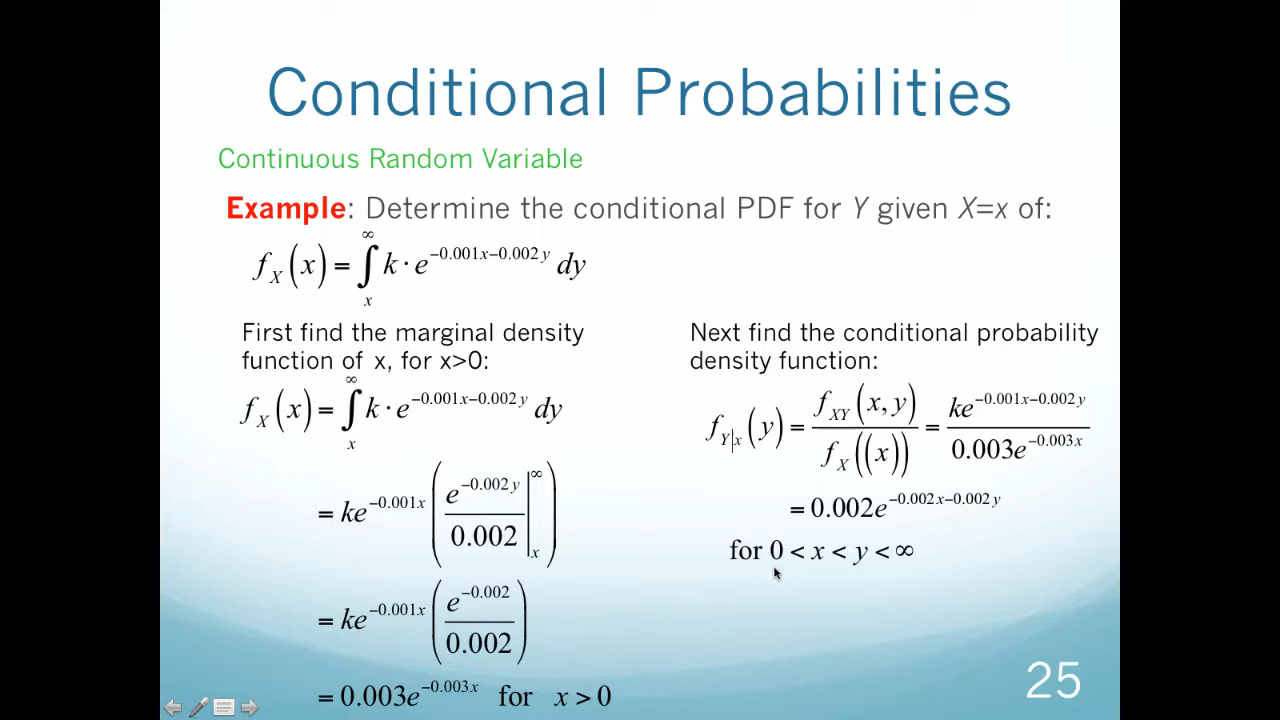 Conditional Probabilities
Continuous Random Variable
Example: Determine the conditional PDF for Y given X=x of:
f_X(x) = ∫_x^∞ k · e^{−0.001x−0.002y} dy
First find the marginal density
function of x, for x>0:
f_X(x) = ∫_x^∞ k · e^{−0.001x−0.002y} dy
= ke^{−0.001x} ( e^{−0.002y} / 0.002 |_x^∞ )
= ke^{−0.001x} ( e^{−0.002} / 0.002 )
= 0.003e^{−0.003x} for x > 0
Next find the conditional probability
density function:
f_{Y|x}(y) = f_{XY}(x, y) / f_X((x)) = ke^{−0.001x−0.002y} / 0.003e^{−0.003x}
= 0.002e^{−0.002x−0.002y}
for 0 < x < y < ∞
25